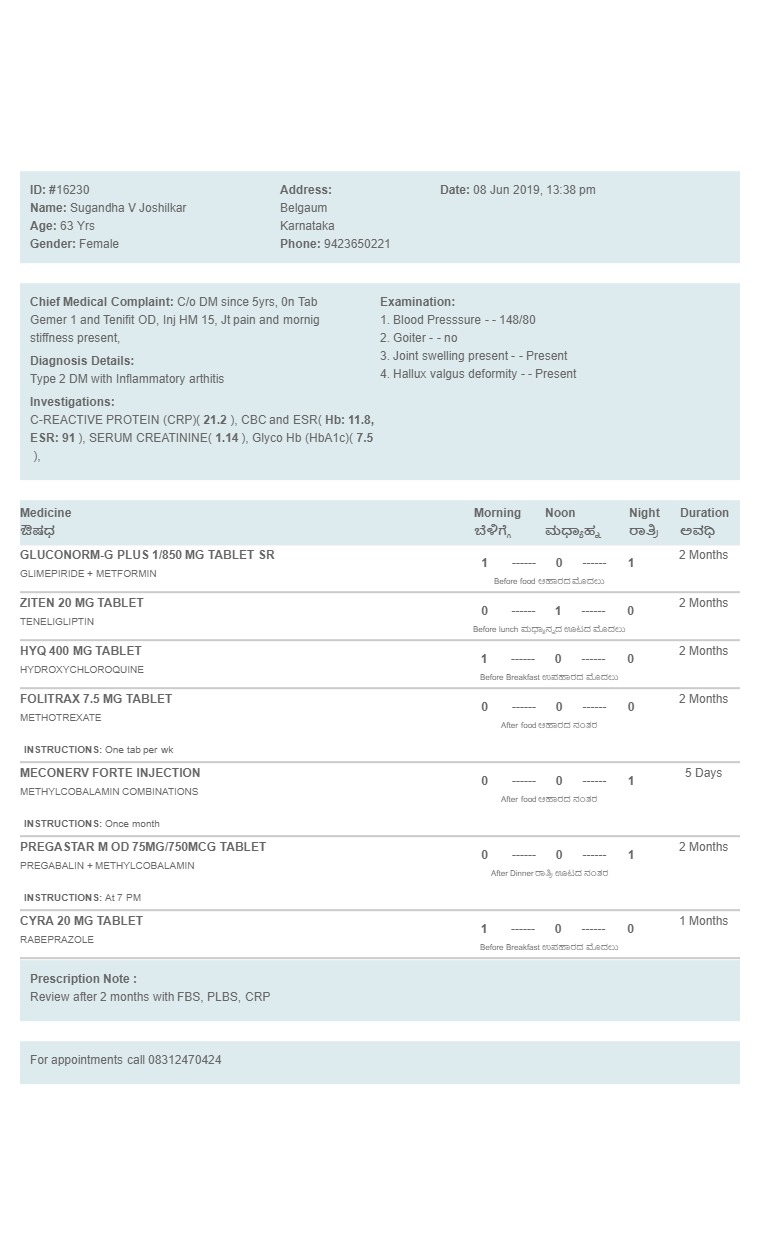 ID: #16230
Name: Sugandha V Joshilkar
Age: 63 Yrs
Gender: Female
Address:
Belgaum
Karnataka
Phone: 9423650221
Date: 08 Jun 2019, 13:38 pm
Chief Medical Complaint: C/o DM since 5yrs, 0n Tab
Gemer 1 and Tenifit OD, Inj HM 15, Jt pain and mornig
stiffness present,
Diagnosis Details:
Type 2 DM with Inflammatory arthitis
Investigations:
C-REACTIVE PROTEIN (CRP)( 21.2 ), CBC and ESR( Hb: 11.8,
ESR: 91 ), SERUM CREATININE( 1.14 ), Glyco Hb (HbA1c)( 7.5
),
Examination:
1. Blood Presssure - - 148/80
2. Goiter - - no
3. Joint swelling present - - Present
4. Hallux valgus deformity - - Present
Medicine Morning Noon Night Duration
ಔಷಧ ಬೆಳಿಗ್ಗೆ ಮಧ್ಯಾಹ್ನ ರಾತ್ರಿ ಅವಧಿ
GLUCONORM-G PLUS 1/850 MG TABLET SR 1 ------ 0 ------ 1 2 Months
GLIMEPIRIDE + METFORMIN
Before food ಆಹಾರದ ಮೊದಲು
ZITEN 20 MG TABLET 0 ------ 1 ------ 0 2 Months
TENELIGLIPTIN
Before lunch ಮಧ್ಯಾನ್ಹದ ಊಟದ ಮೊದಲು
HYQ 400 MG TABLET 1 ------ 0 ------ 0 2 Months
HYDROXYCHLOROQUINE
Before Breakfast ಉಪಹಾರದ ಮೊದಲು
FOLITRAX 7.5 MG TABLET 0 ------ 0 ------ 0 2 Months
METHOTREXATE
After food ಆಹಾರದ ನಂತರ
INSTRUCTIONS: One tab per wk
MECONERV FORTE INJECTION 0 ------ 0 ------ 1 5 Days
METHYLCOBALAMIN COMBINATIONS
After food ಆಹಾರದ ನಂತರ
INSTRUCTIONS: Once month
PREGASTAR M OD 75MG/750MCG TABLET 0 ------ 0 ------ 1 2 Months
PREGABALIN + METHYLCOBALAMIN
After Dinner ರಾತ್ರಿ ಊಟದ ನಂತರ
INSTRUCTIONS: At 7 PM
CYRA 20 MG TABLET 1 ------ 0 ------ 0 1 Months
RABEPRAZOLE
Before Breakfast ಉಪಹಾರದ ಮೊದಲು
Prescription Note :
Review after 2 months with FBS, PLBS, CRP
For appointments call 08312470424